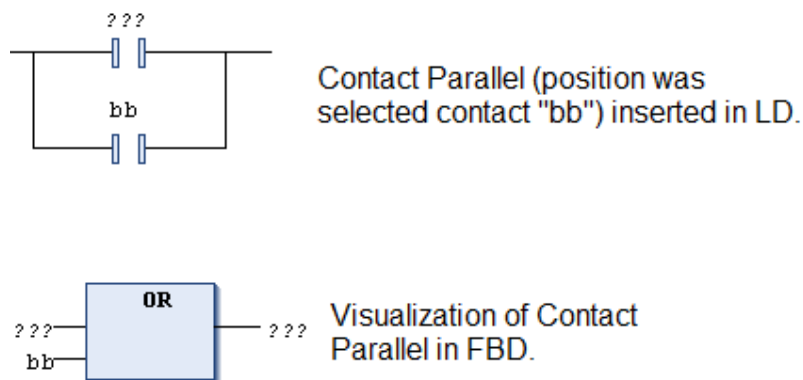 ???
Contact Parallel (position was
selected contact "bb") inserted in LD.
bb
OR
??? ???
bb
Visualization of Contact
Parallel in FBD.